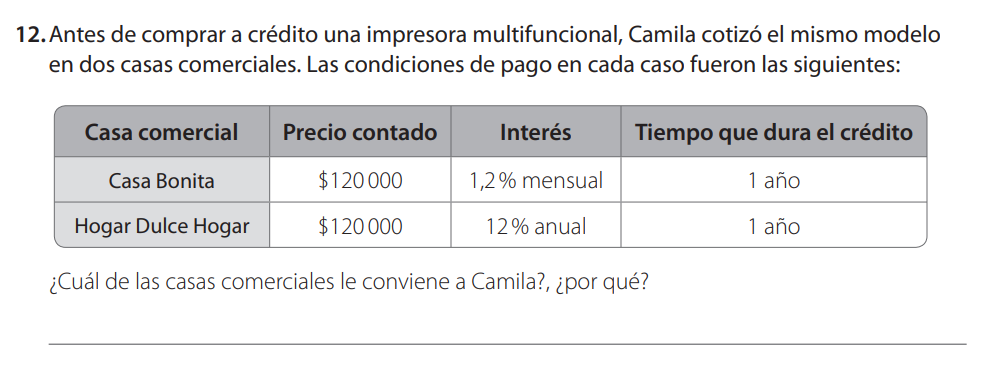 12. Antes de comprar a crédito una impresora multifuncional, Camila cotizó el mismo modelo
en dos casas comerciales. Las condiciones de pago en cada caso fueron las siguientes:
Casa comercial Precio contado Interés Tiempo que dura el crédito
Casa Bonita $120 000 1,2 % mensual 1 año
Hogar Dulce Hogar $120 000 12 % anual 1 año
¿Cuál de las casas comerciales le conviene a Camila?, ¿por qué?